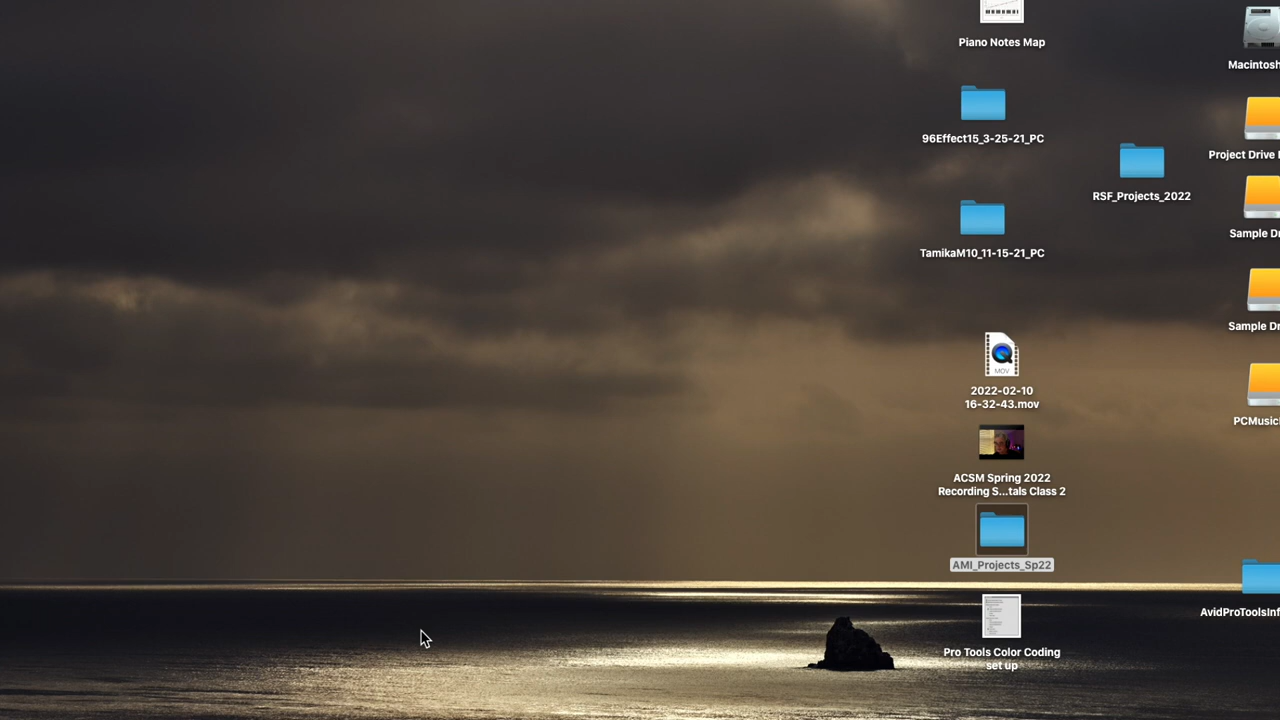 Piano Notes Map
Macintosh
96Effect15_3-25-21_PC
Project Drive
RSF_Projects_2022
Sample Dr
TamikaM10_11-15-21_PC
Sample Dr
MOV
2022-02-10
16-32-43.mov
PCMusic
ACSM Spring 2022
Recording S...tals Class 2
AMI_Projects_Sp22
AvidProToolsInf
Pro Tools Color Coding
set up